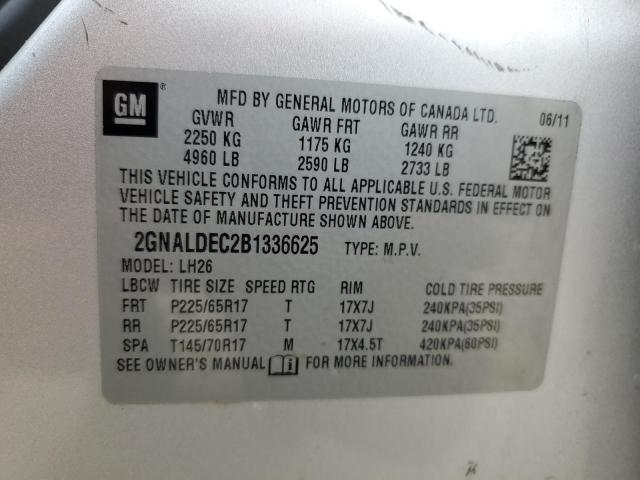 GM ®
MFD BY GENERAL MOTORS OF CANADA LTD. 06/11
GVWR GAWR FRT GAWR RR
2250 KG 1175 KG 1240 KG
4960 LB 2590 LB 2733 LB
THIS VEHICLE CONFORMS TO ALL APPLICABLE U.S. FEDERAL MOTOR
VEHICLE SAFETY AND THEFT PREVENTION STANDARDS IN EFFECT ON
THE DATE OF MANUFACTURE SHOWN ABOVE.
2GNALDEC2B1336625 TYPE: M.P.V.
MODEL: LH26
LBCW TIRE SIZE SPEED RTG RIM COLD TIRE PRESSURE
FRT P225/65R17 T 17X7J 240KPA(35PSI)
RR P225/65R17 T 17X7J 240KPA(35PSI)
SPA T145/70R17 M 17X4.5T 420KPA(60PSI)
SEE OWNER'S MANUAL FOR MORE INFORMATION.